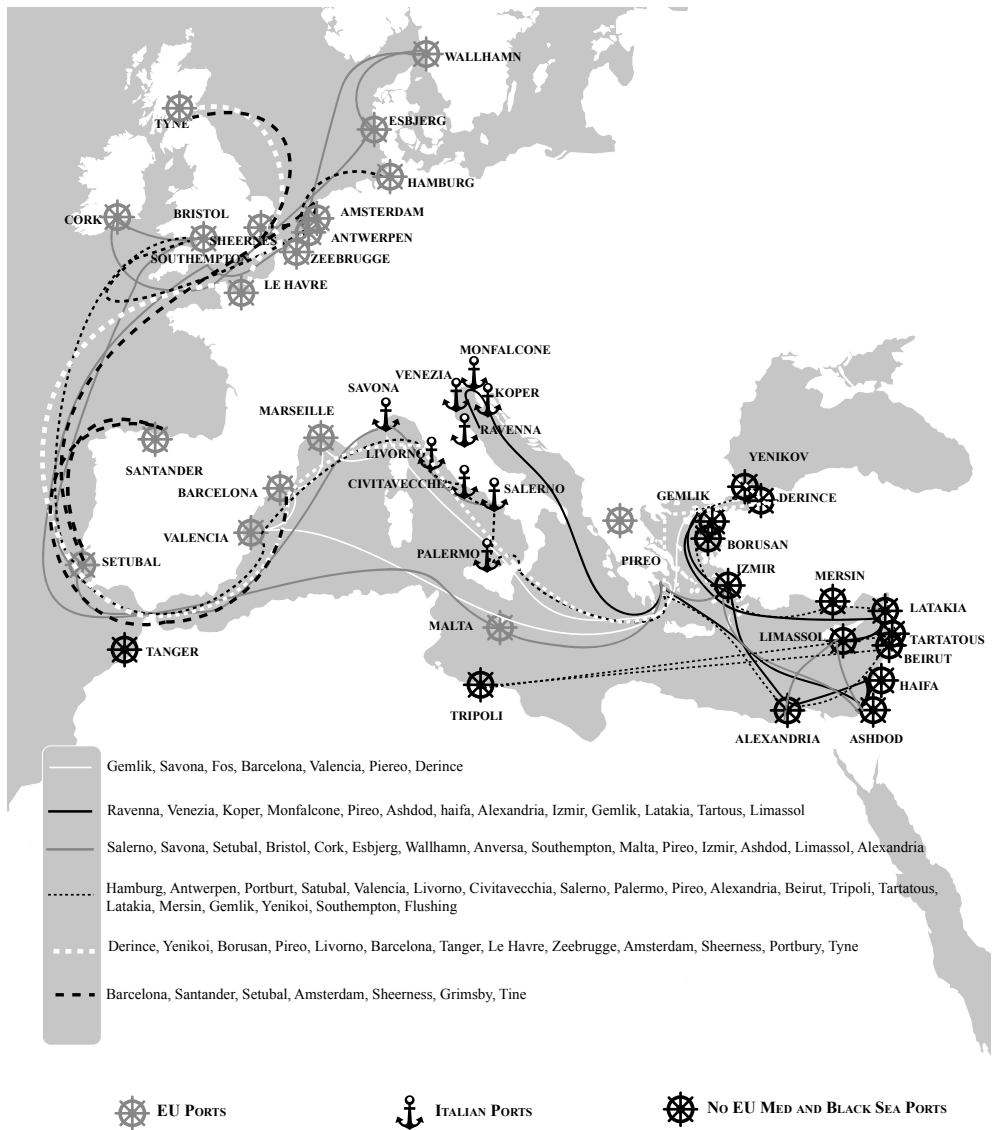 WALLHAMN
ESBJERG
TYNE
HAMBURG
CORK
BRISTOL
AMSTERDAM
SHEERNES
ANTWERPEN
SOUTHEMPTON
ZEEBRUGGE
LE HAVRE
MONFALCONE
VENEZIA
SAVONA
KOPER
MARSEILLE
RAVENNA
LIVORNO
SANTANDER
YENIKOV
CIVITAVECCHE
SALERNO
BARCELONA
GEMLIK
DERINCE
VALENCIA
BORUSAN
PALERMO
PIREO
SETUBAL
IZMIR
MERSIN
LATAKIA
MALTA
LIMASSOL
TARTATOUS
TANGER
BEIRUT
HAIFA
TRIPOLI
ALEXANDRIA
ASHDOD
Gemlik, Savona, Fos, Barcelona, Valencia, Piereo, Derince
Ravenna, Venezia, Koper, Monfalcone, Pireo, Ashdod, haifa, Alexandria, Izmir, Gemlik, Latakia, Tartous, Limassol
Salerno, Savona, Setubal, Bristol, Cork, Esbjerg, Wallhamn, Anversa, Southempton, Malta, Pireo, Izmir, Ashdod, Limassol, Alexandria
Hamburg, Antwerpen, Portburt, Satubal, Valencia, Livorno, Civitavecchia, Salerno, Palermo, Pireo, Alexandria, Beirut, Tripoli, Tartatous,
Latakia, Mersin, Gemlik, Yenikoi, Southempton, Flushing
Derince, Yenikoi, Borusan, Pireo, Livorno, Barcelona, Tanger, Le Havre, Zeebrugge, Amsterdam, Sheerness, Portbury, Tyne
Barcelona, Santander, Setubal, Amsterdam, Sheerness, Grimsby, Tine
EU PORTS
ITALIAN PORTS
NO EU MED AND BLACK SEA PORTS